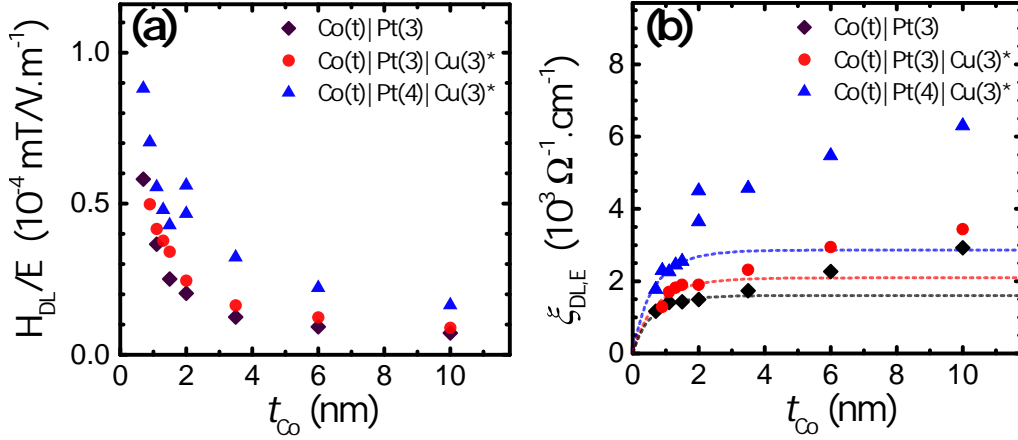 (a)
Co(t)|Pt(3)
Co(t)|Pt(3)|Cu(3)*
Co(t)|Pt(4)|Cu(3)*
H_DL/E (10⁻⁴ mT/V.m⁻¹)
1.0
0.5
0.0
0 2 4 6 8 10
t_Co (nm)
(b)
Co(t)|Pt(3)
Co(t)|Pt(3)|Cu(3)*
Co(t)|Pt(4)|Cu(3)*
ξ_DL,E (10³ Ω⁻¹.cm⁻¹)
8
6
4
2
0
0 2 4 6 8 10
t_Co (nm)